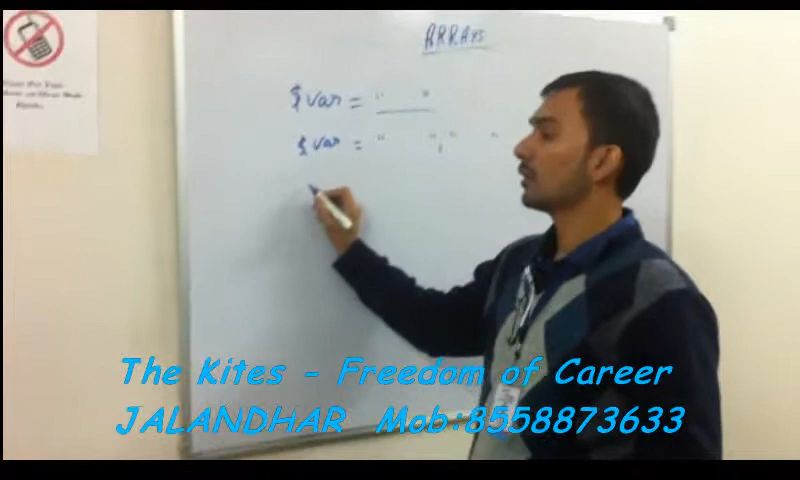 ARRAYS
$var = " "
$var = " ", " "
The Kites - Freedom of Career
JALANDHAR Mob:8558873633